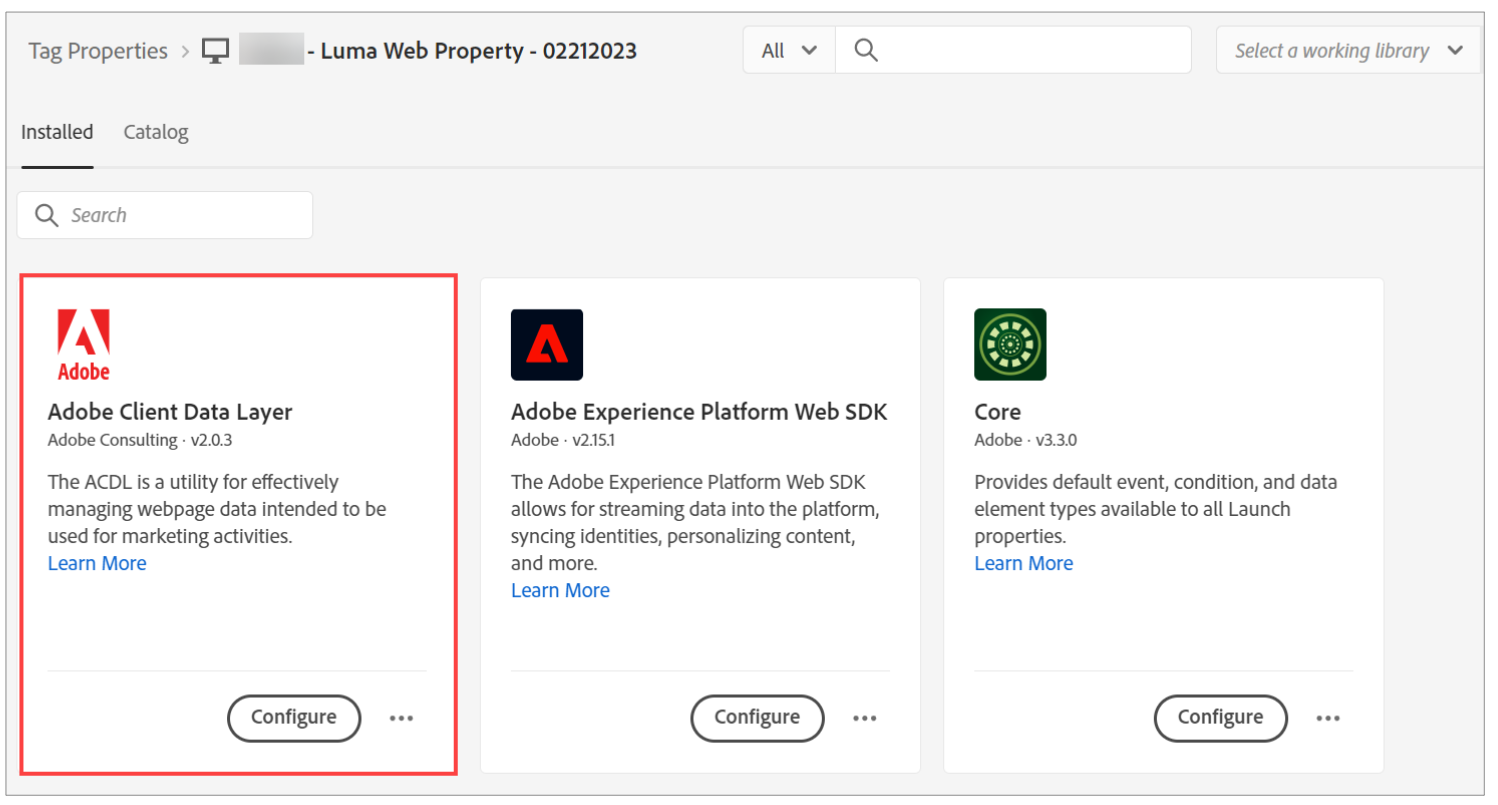 Tag Properties > - Luma Web Property - 02212023
All
Select a working library
Installed
Catalog
Search
Adobe
Adobe Client Data Layer
Adobe Consulting · v2.0.3
The ACDL is a utility for effectively
managing webpage data intended to be
used for marketing activities.
Learn More
Configure
Adobe Experience Platform Web SDK
Adobe · v2.15.1
The Adobe Experience Platform Web SDK
allows for streaming data into the platform,
syncing identities, personalizing content,
and more.
Learn More
Configure
Core
Adobe · v3.3.0
Provides default event, condition, and data
element types available to all Launch
properties.
Learn More
Configure